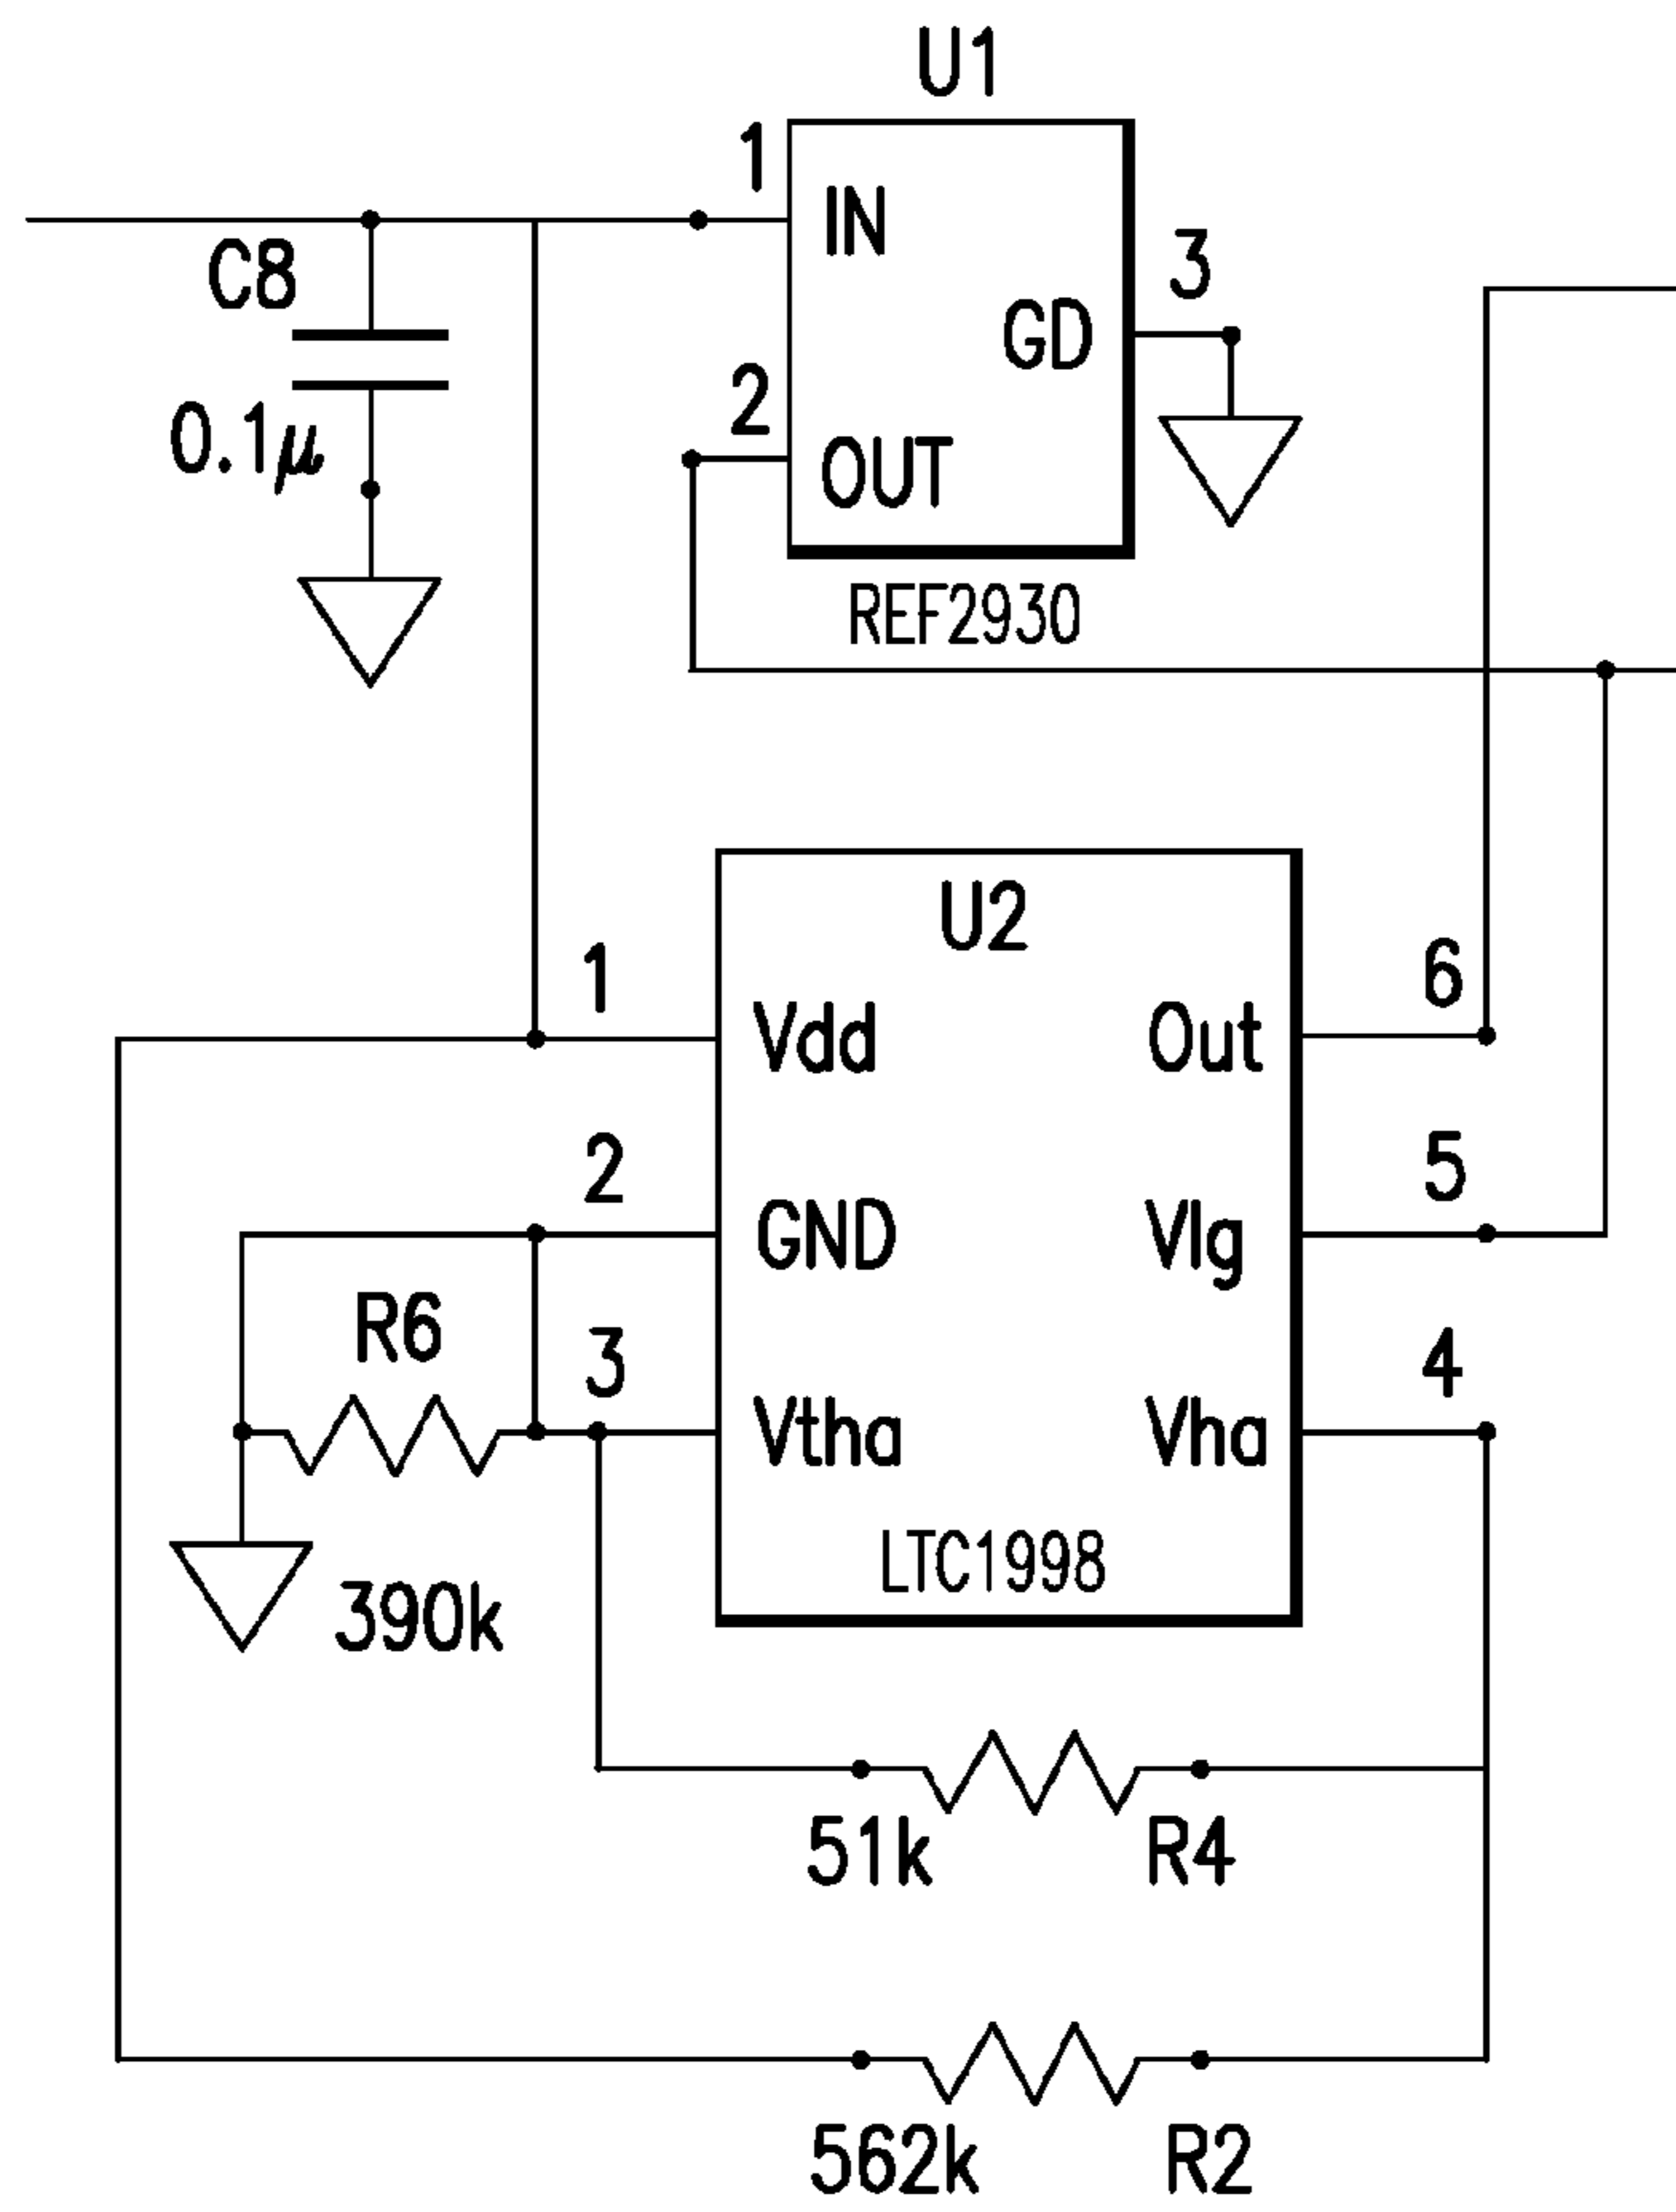 U1
1
IN
C8
3
GD
2
0.1µ
OUT
REF2930
U2
1
6
Vdd
Out
2
5
GND
Vlg
R6
3
4
Vtha
Vha
LTC1998
390k
51k
R4
562k
R2